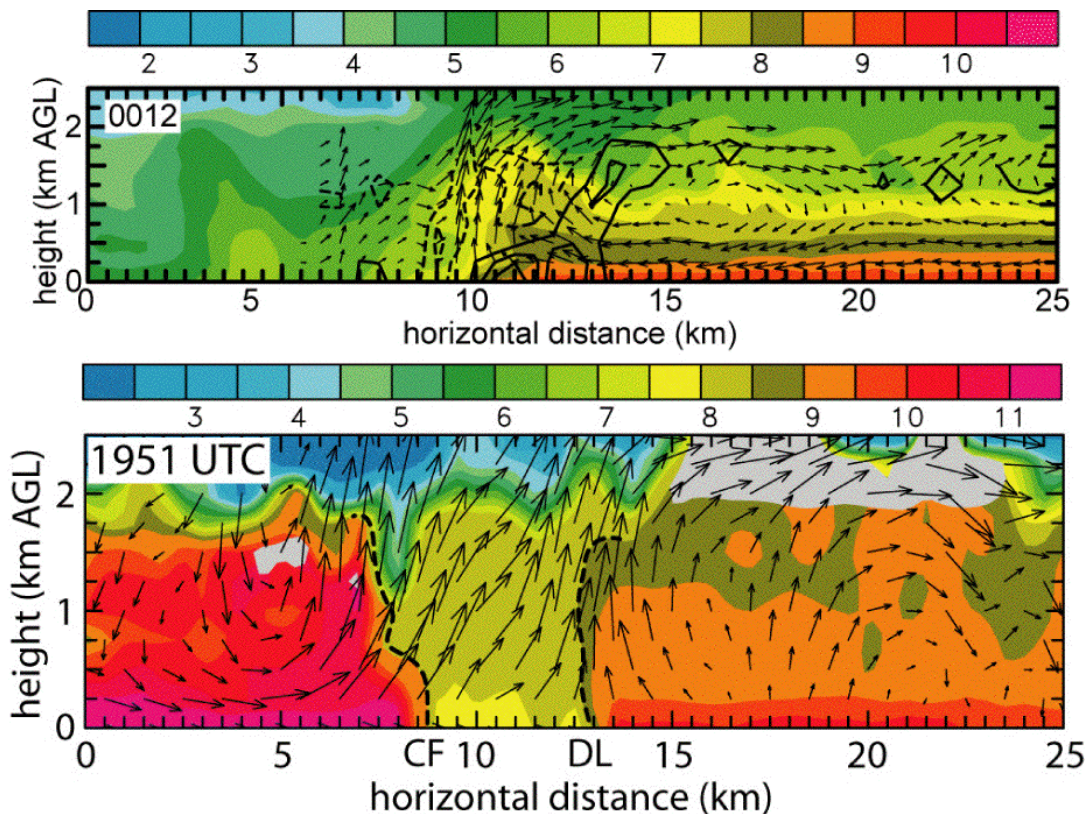 2 3 4 5 6 7 8 9 10
0012
height (km AGL)
2
1
0
0 5 10 15 20 25
horizontal distance (km)
3 4 5 6 7 8 9 10 11
1951 UTC
height (km AGL)
2
1
0
0 5 CF 10 DL 15 20 25
horizontal distance (km)